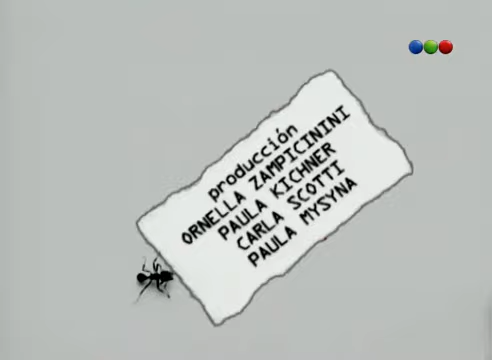 producción
ORNELLA ZAMPICININI
PAULA KICHNER
CARLA SCOTTI
PAULA MYSYNA